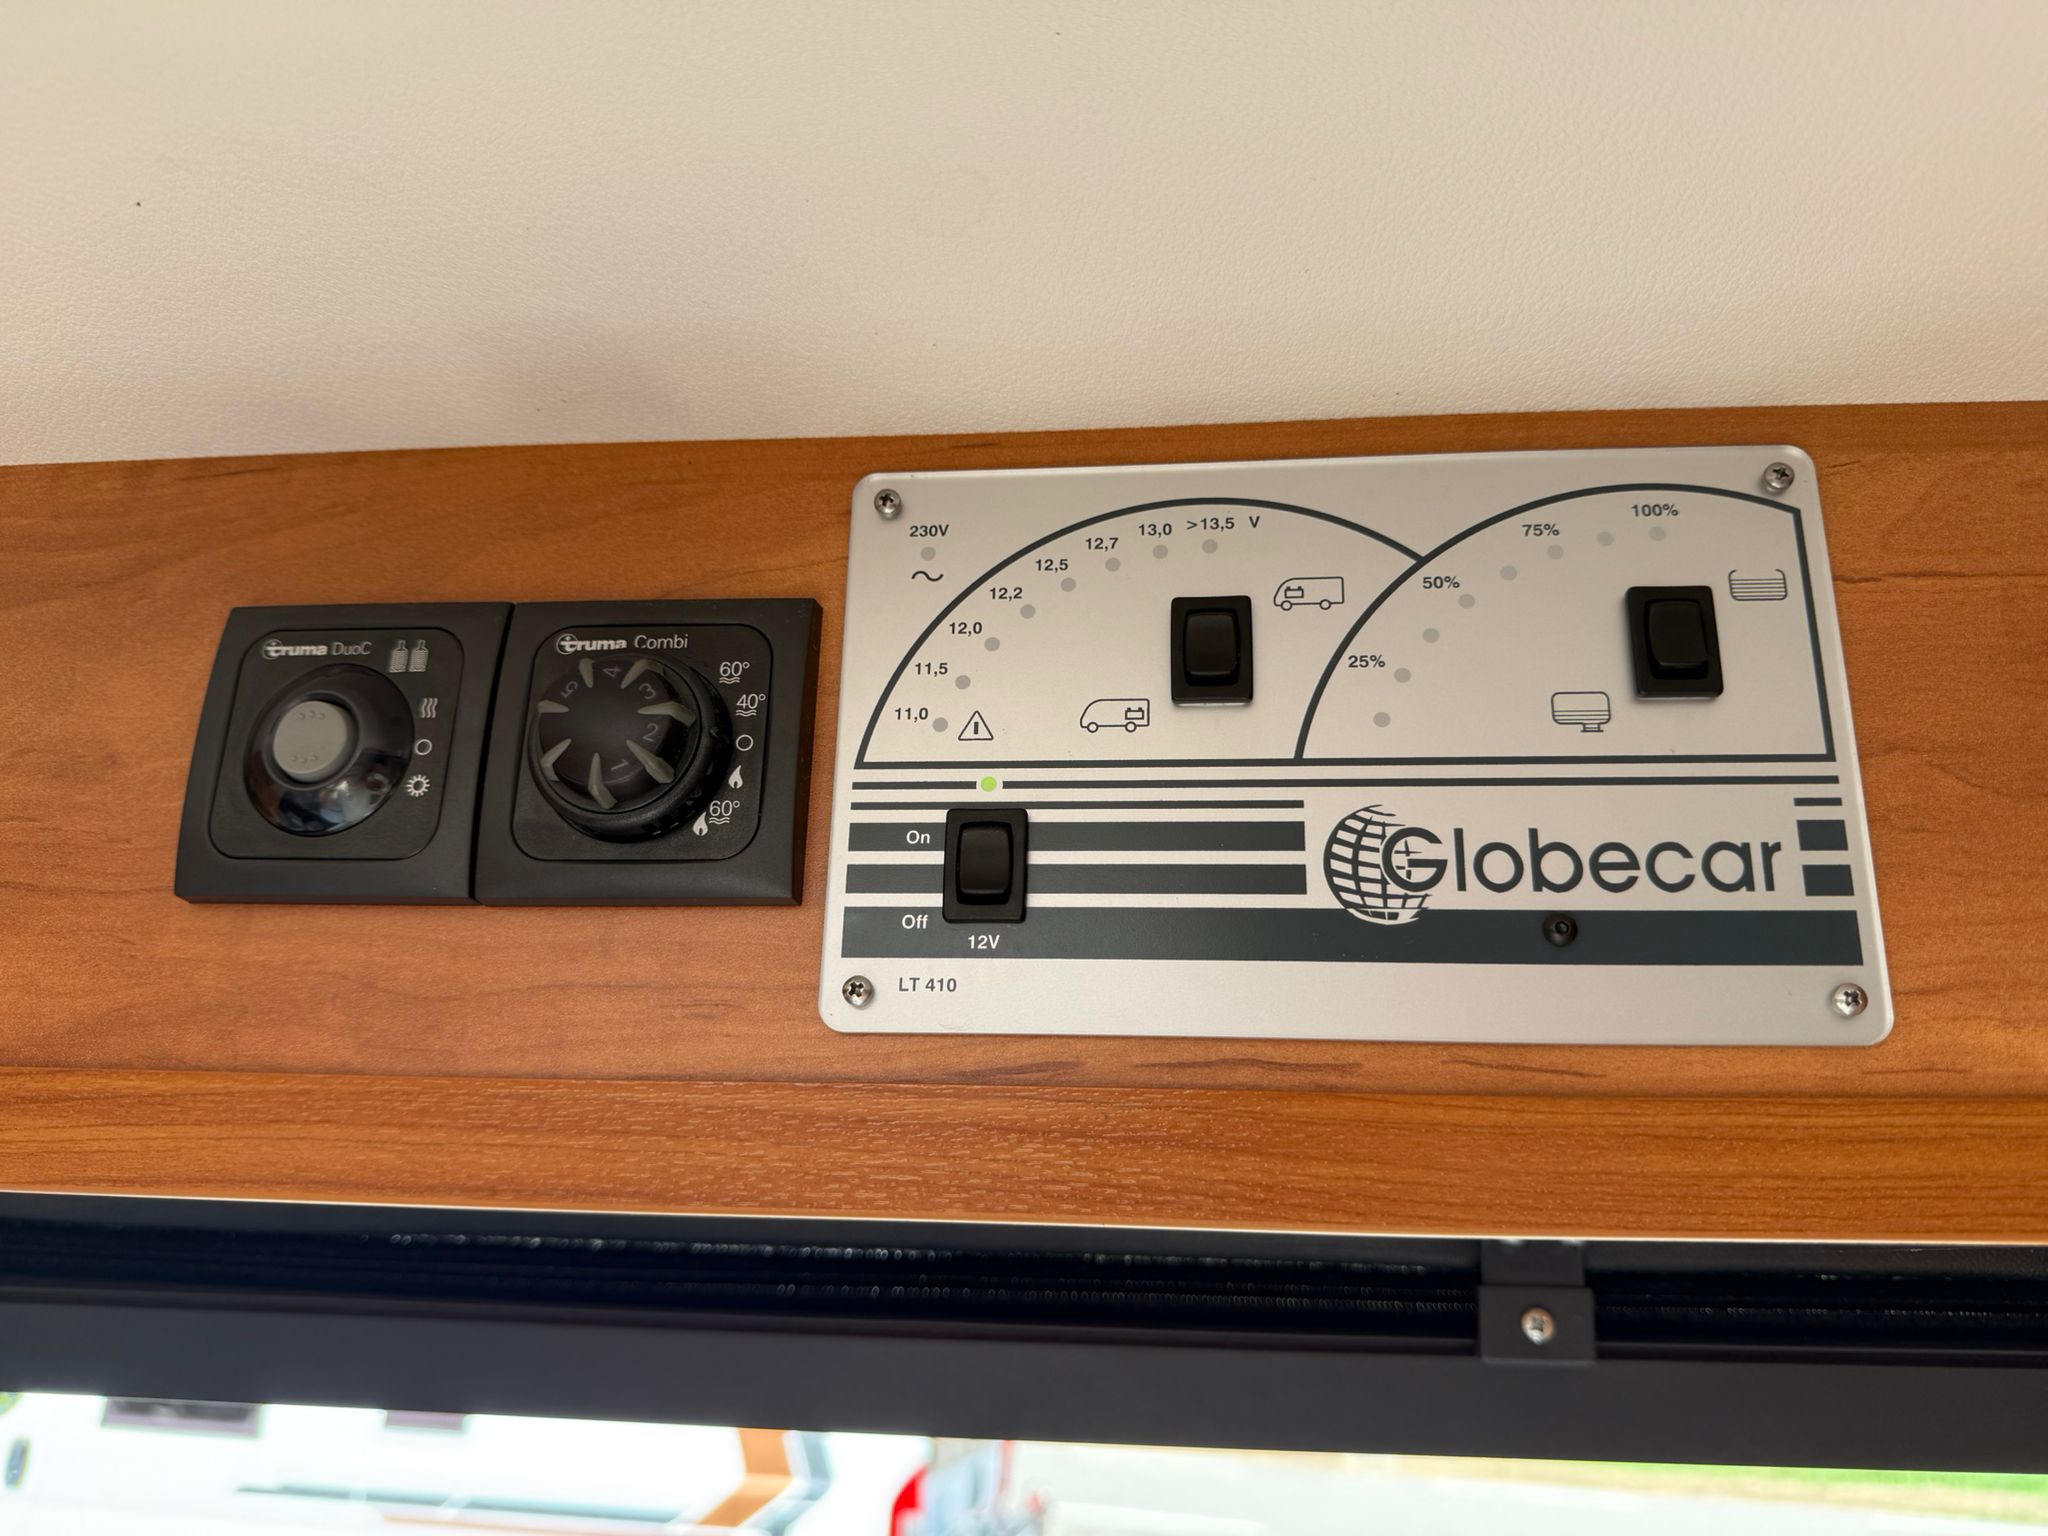 truma DuoC
truma Combi
60°
40°
60°
5
4
3
2
1
230V
11,0
11,5
12,0
12,2
12,5
12,7
13,0
>13,5 V
25%
50%
75%
100%
On
Off
12V
Globecar
LT 410